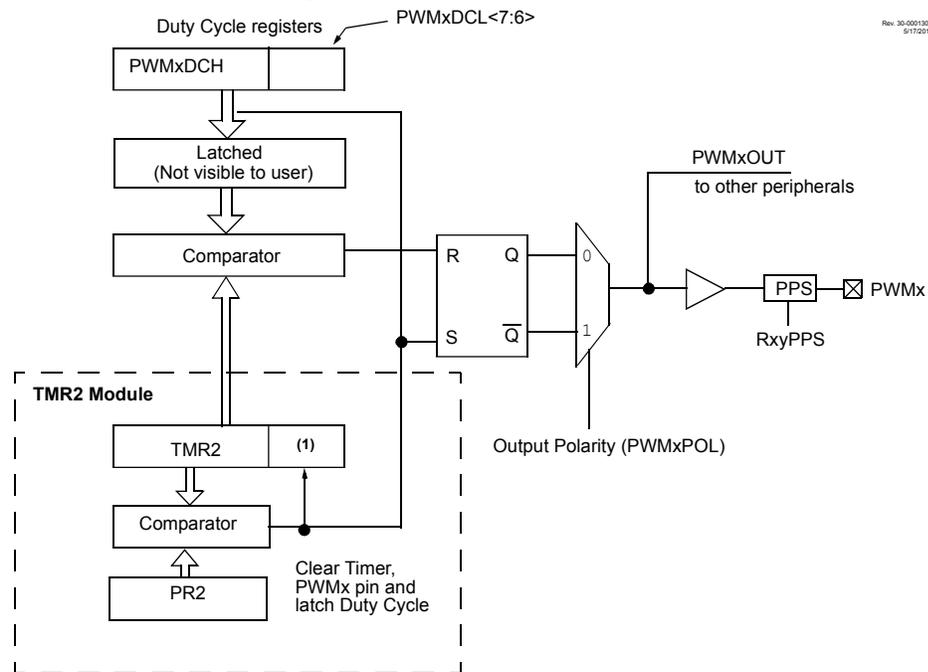 Duty Cycle registers
PWMxDCL<7:6>
Rev. 30-000130
5/17/201
PWMxDCH
Latched
(Not visible to user)
PWMxOUT
to other peripherals
Comparator
R
Q
0
S
Q̅
1
PPS
PWMx
RxyPPS
TMR2 Module
Output Polarity (PWMxPOL)
TMR2
(1)
Comparator
Clear Timer,
PWMx pin and
latch Duty Cycle
PR2